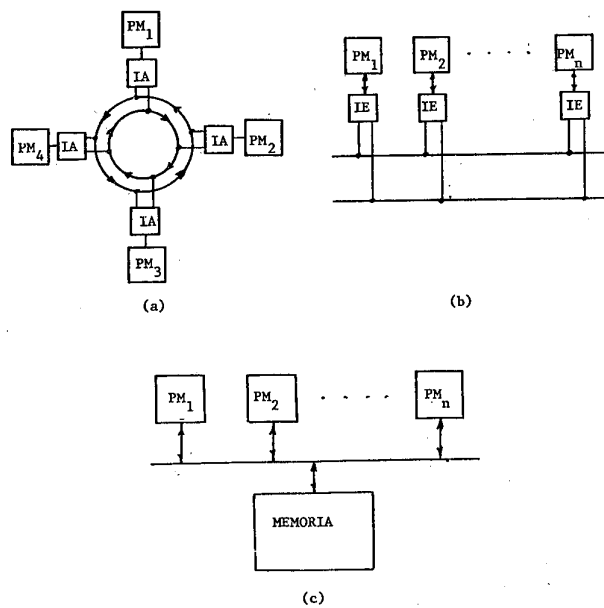 PM1
IA
PM4 IA IA PM2
IA
PM3
(a)
PM1 PM2 . . . . . PMn
IE IE IE
(b)
PM1 PM2 . . . . . PMn
MEMORIA
(c)